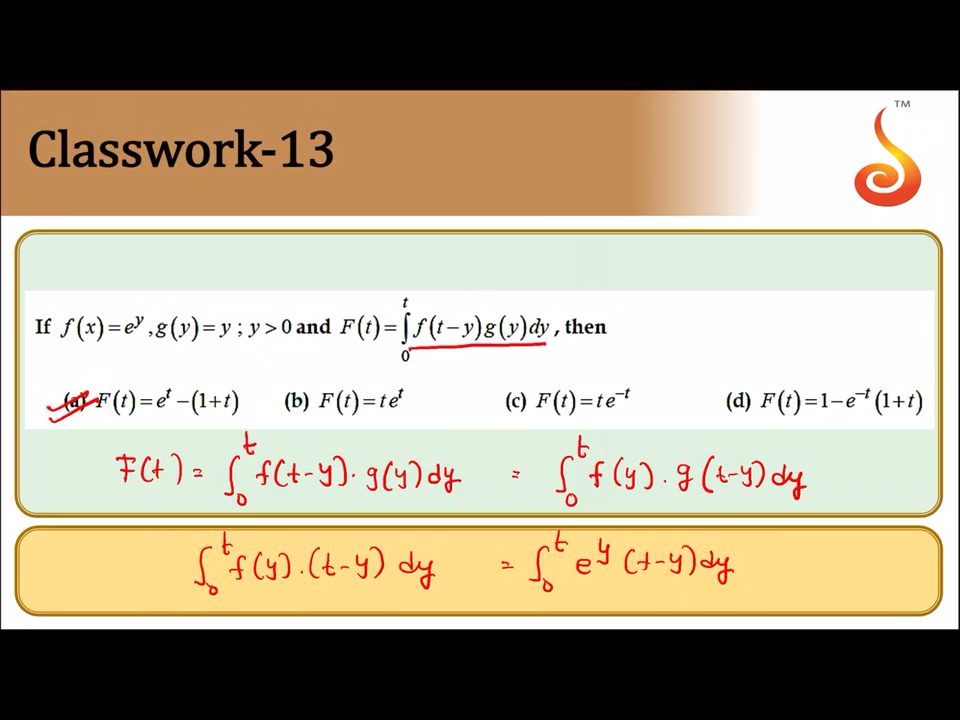 TM
Classwork-13
If f(x)=e^y, g(y)=y ; y>0 and F(t)=∫_0^t f(t−y)g(y)dy, then
(a) F(t)=e^t−(1+t) (b) F(t)=te^t (c) F(t)=te^−t (d) F(t)=1−e^−t(1+t)
F(t) = ∫_0^t f(t-y). g(y)dy = ∫_0^t f(y). g(t-y)dy
∫_0^t f(y).(t-y) dy = ∫_0^t e^y (t-y)dy